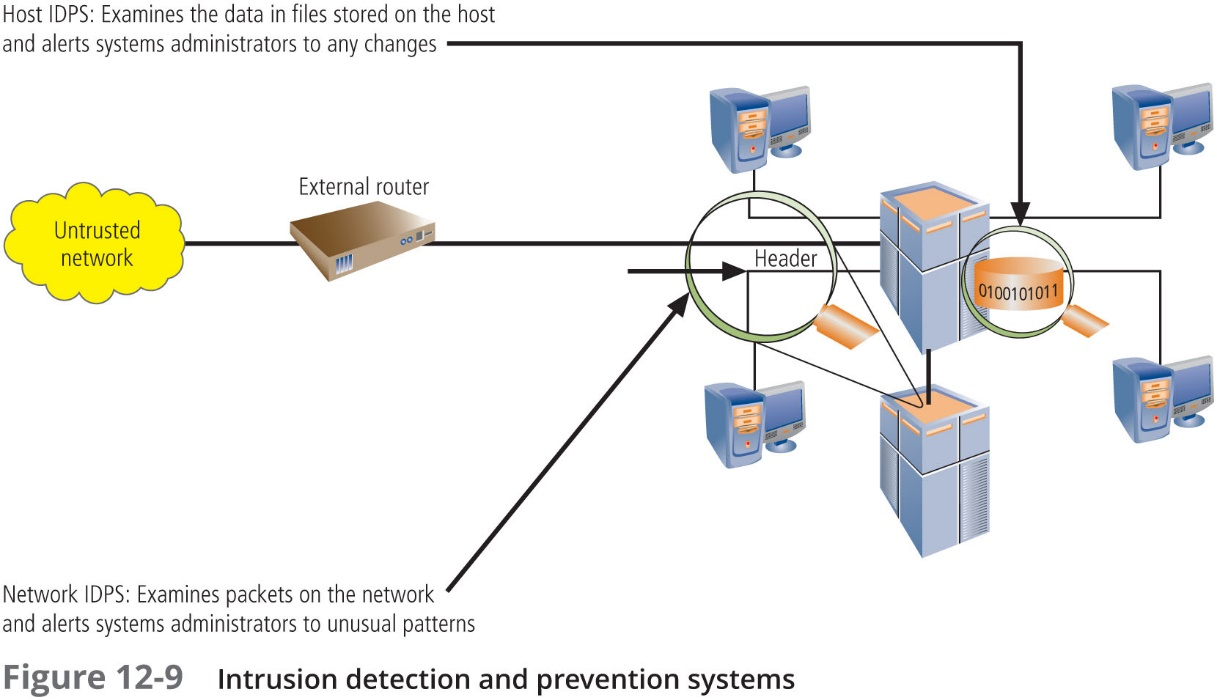 Host IDPS: Examines the data in files stored on the host
and alerts systems administrators to any changes
External router
Untrusted
network
Header
0100101011
Network IDPS: Examines packets on the network
and alerts systems administrators to unusual patterns
Figure 12-9 Intrusion detection and prevention systems